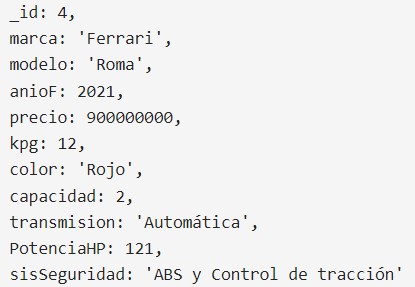 _id: 4,
marca: 'Ferrari',
modelo: 'Roma',
anioF: 2021,
precio: 900000000,
kpg: 12,
color: 'Rojo',
capacidad: 2,
transmision: 'Automática',
PotenciaHP: 121,
sisSeguridad: 'ABS y Control de tracción'